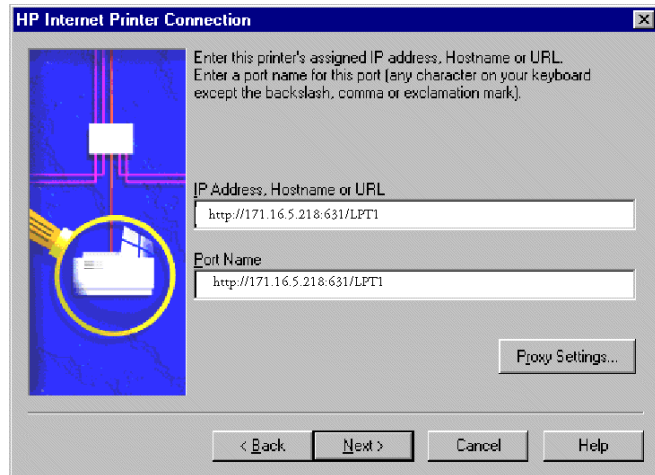 HP Internet Printer Connection
Enter this printer's assigned IP address, Hostname or URL.
Enter a port name for this port (any character on your keyboard
except the backslash, comma or exclamation mark).
IP Address, Hostname or URL
http://171.16.5.218:631/LPT1
Port Name
http://171.16.5.218:631/LPT1
Proxy Settings...
< Back Next > Cancel Help